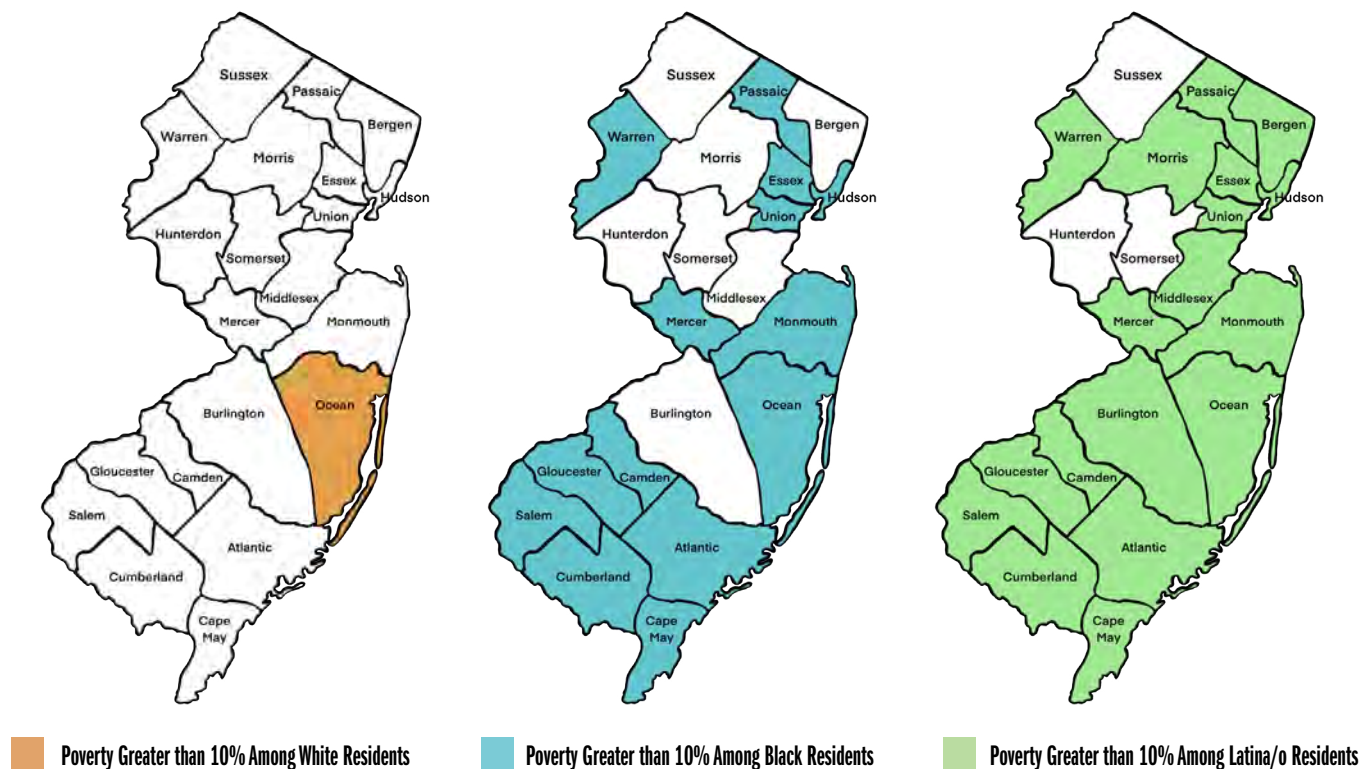 Sussex
Passaic
Bergen
Warren
Morris
Essex
Hudson
Union
Hunterdon
Somerset
Middlesex
Mercer
Monmouth
Ocean
Burlington
Gloucester
Camden
Salem
Atlantic
Cumberland
Cape
May
Poverty Greater than 10% Among White Residents
Sussex
Passaic
Bergen
Warren
Morris
Essex
Hudson
Union
Hunterdon
Somerset
Middlesex
Mercer
Monmouth
Ocean
Burlington
Gloucester
Camden
Salem
Atlantic
Cumberland
Cape
May
Poverty Greater than 10% Among Black Residents
Sussex
Passaic
Bergen
Warren
Morris
Essex
Hudson
Union
Hunterdon
Somerset
Middlesex
Mercer
Monmouth
Ocean
Burlington
Gloucester
Camden
Salem
Atlantic
Cumberland
Cape
May
Poverty Greater than 10% Among Latina/o Residents